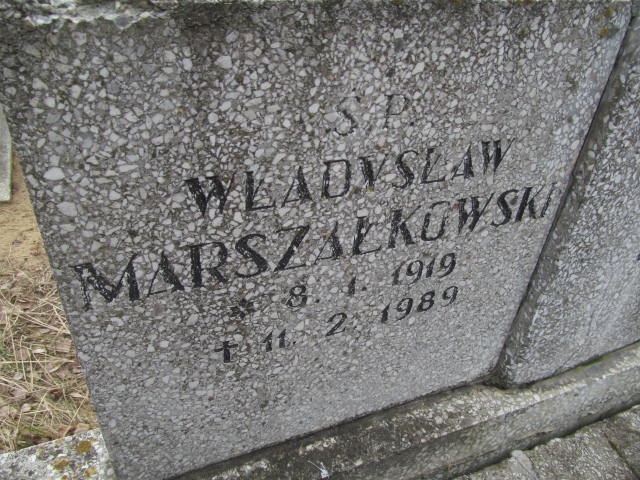 Ś.P.
WŁADYSŁAW
MARSZAŁKOWSKI
* 8. 1. 1919
✝ 11. 2. 1989